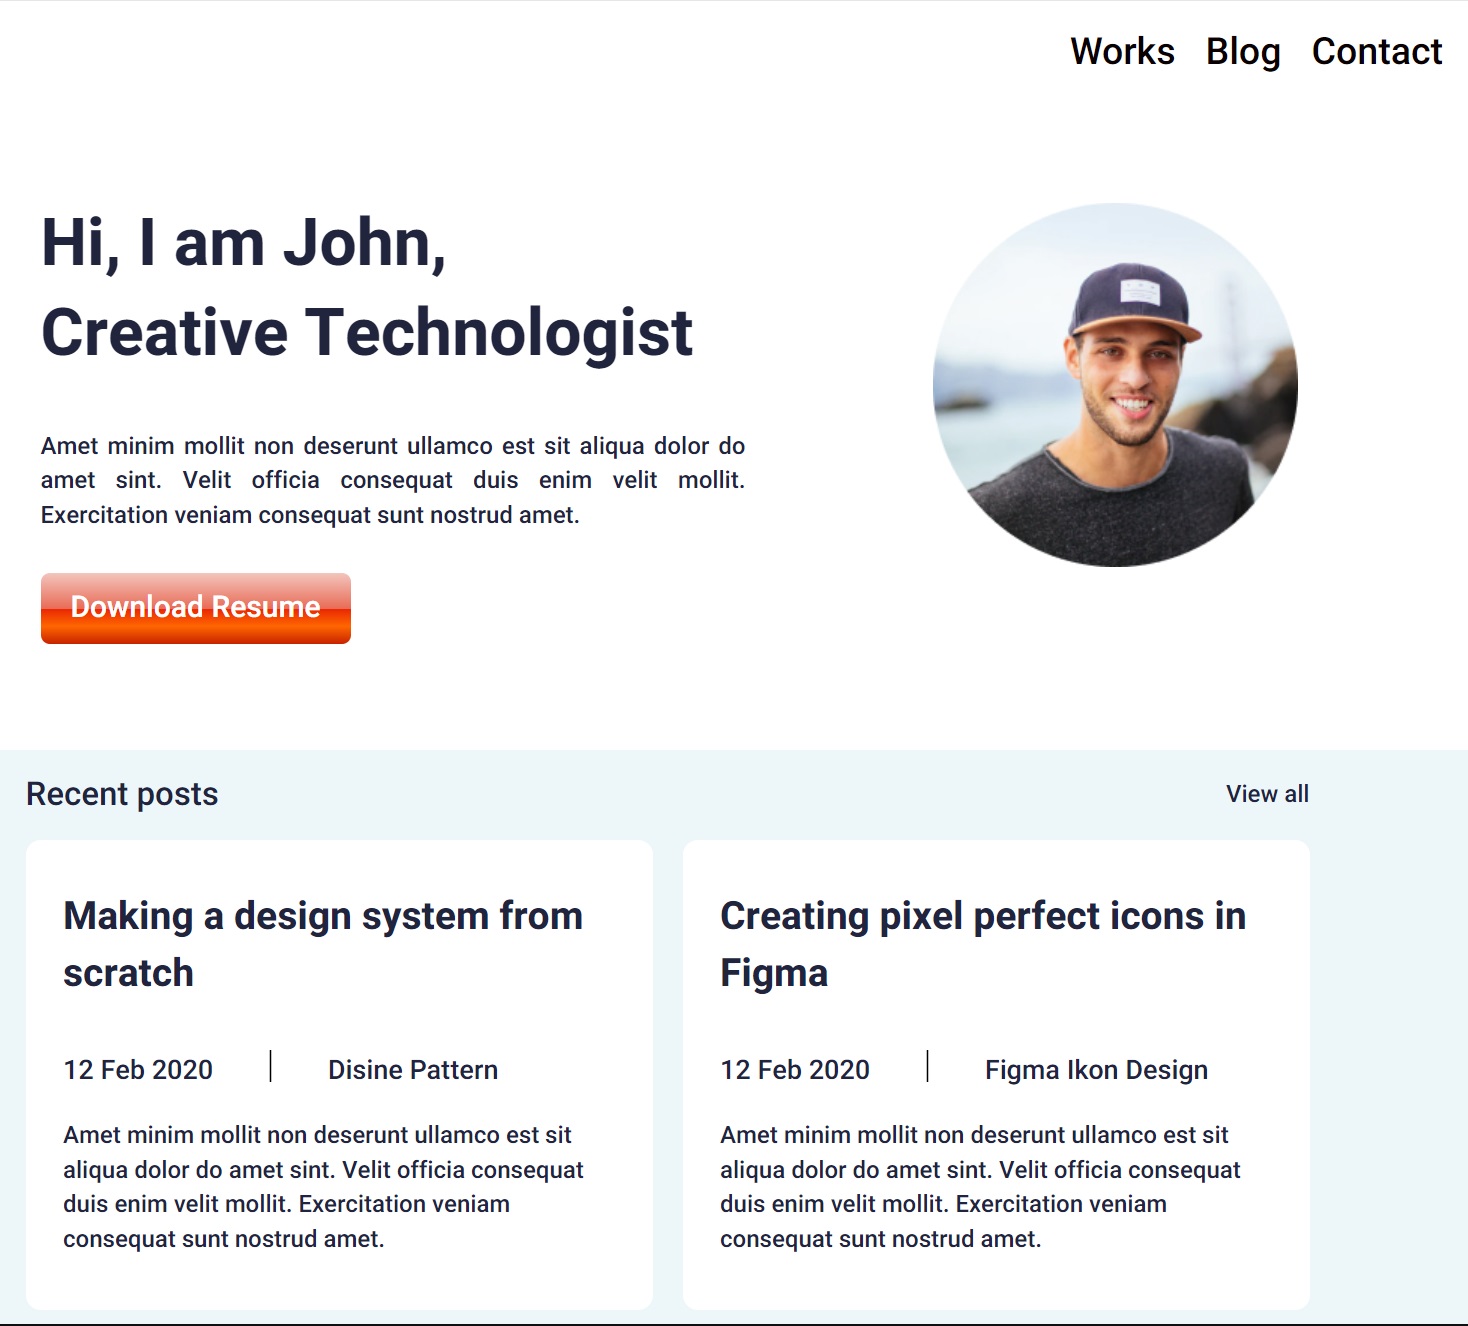 Works Blog Contact
Hi, I am John,
Creative Technologist
Amet minim mollit non deserunt ullamco est sit aliqua dolor do
amet sint. Velit officia consequat duis enim velit mollit.
Exercitation veniam consequat sunt nostrud amet.
Download Resume
Recent posts
View all
Making a design system from
scratch
12 Feb 2020 | Disine Pattern
Amet minim mollit non deserunt ullamco est sit
aliqua dolor do amet sint. Velit officia consequat
duis enim velit mollit. Exercitation veniam
consequat sunt nostrud amet.
Creating pixel perfect icons in
Figma
12 Feb 2020 | Figma Ikon Design
Amet minim mollit non deserunt ullamco est sit
aliqua dolor do amet sint. Velit officia consequat
duis enim velit mollit. Exercitation veniam
consequat sunt nostrud amet.